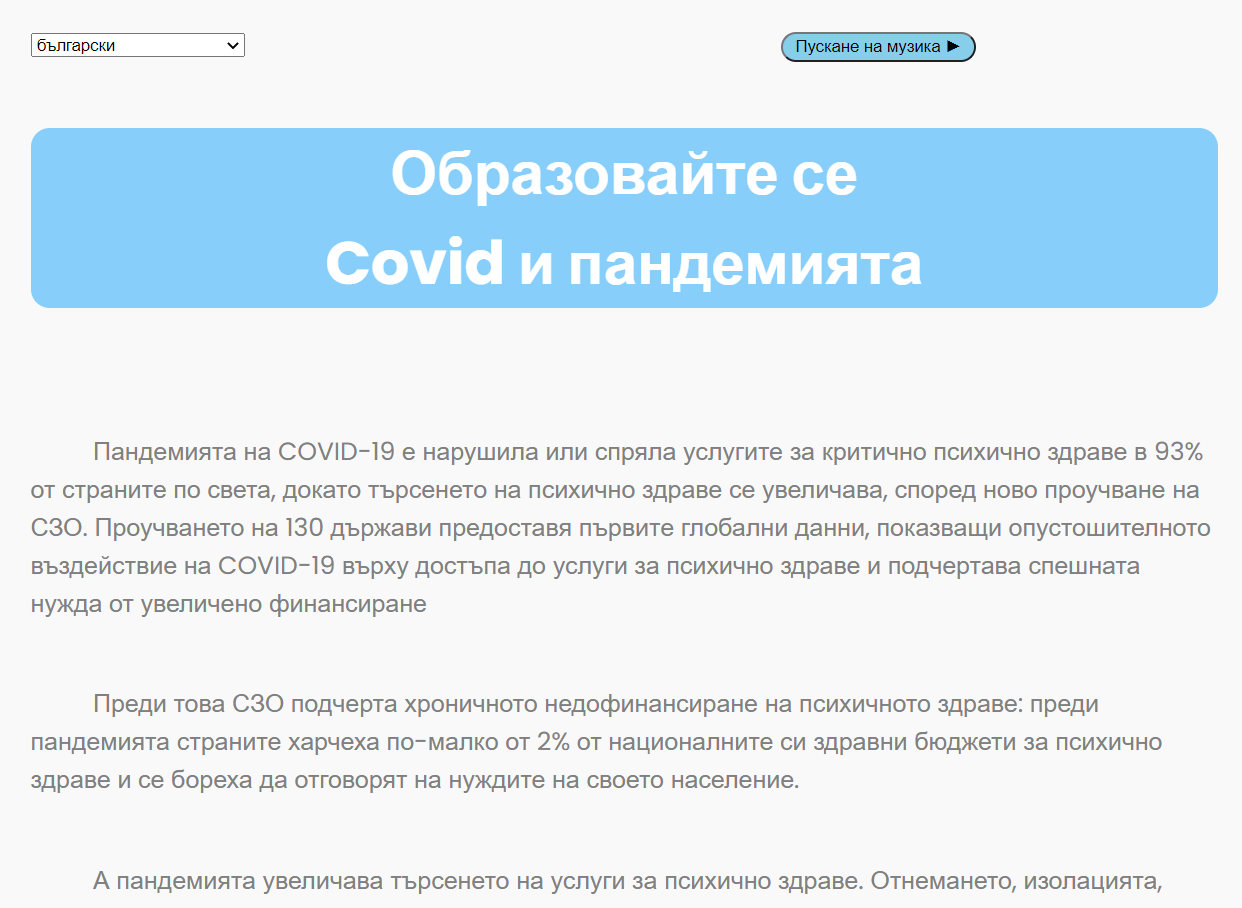 български
Пускане на музика ►
Образовайте се
Covid и пандемията
Пандемията на COVID-19 е нарушила или спряла услугите за критично психично здраве в 93%
от страните по света, докато търсенето на психично здраве се увеличава, според ново проучване на
СЗО. Проучването на 130 държави предоставя първите глобални данни, показващи опустошителното
въздействие на COVID-19 върху достъпа до услуги за психично здраве и подчертава спешната
нужда от увеличено финансиране
Преди това СЗО подчерта хроничното недофинансиране на психичното здраве: преди
пандемията страните харчеха по-малко от 2% от националните си здравни бюджети за психично
здраве и се бореха да отговорят на нуждите на своето население.
А пандемията увеличава търсенето на услуги за психично здраве. Отнемането, изолацията,